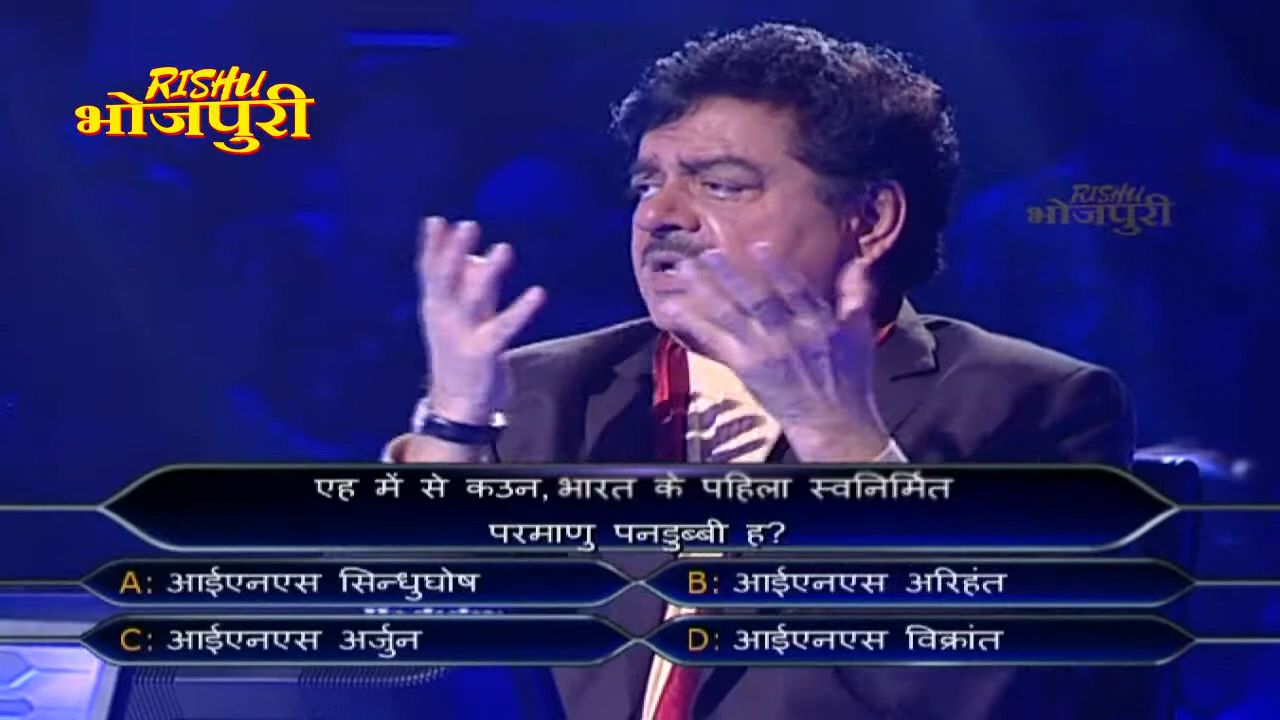 RISHU
भोजपुरी
RISHU
भोजपुरी
एह में से कउन, भारत के पहिला स्वनिर्मित
परमाणु पनडुब्बी ह?
A: आईएनएस सिन्धुघोष
B: आईएनएस अरिहंत
C: आईएनएस अर्जुन
D: आईएनएस विक्रांत